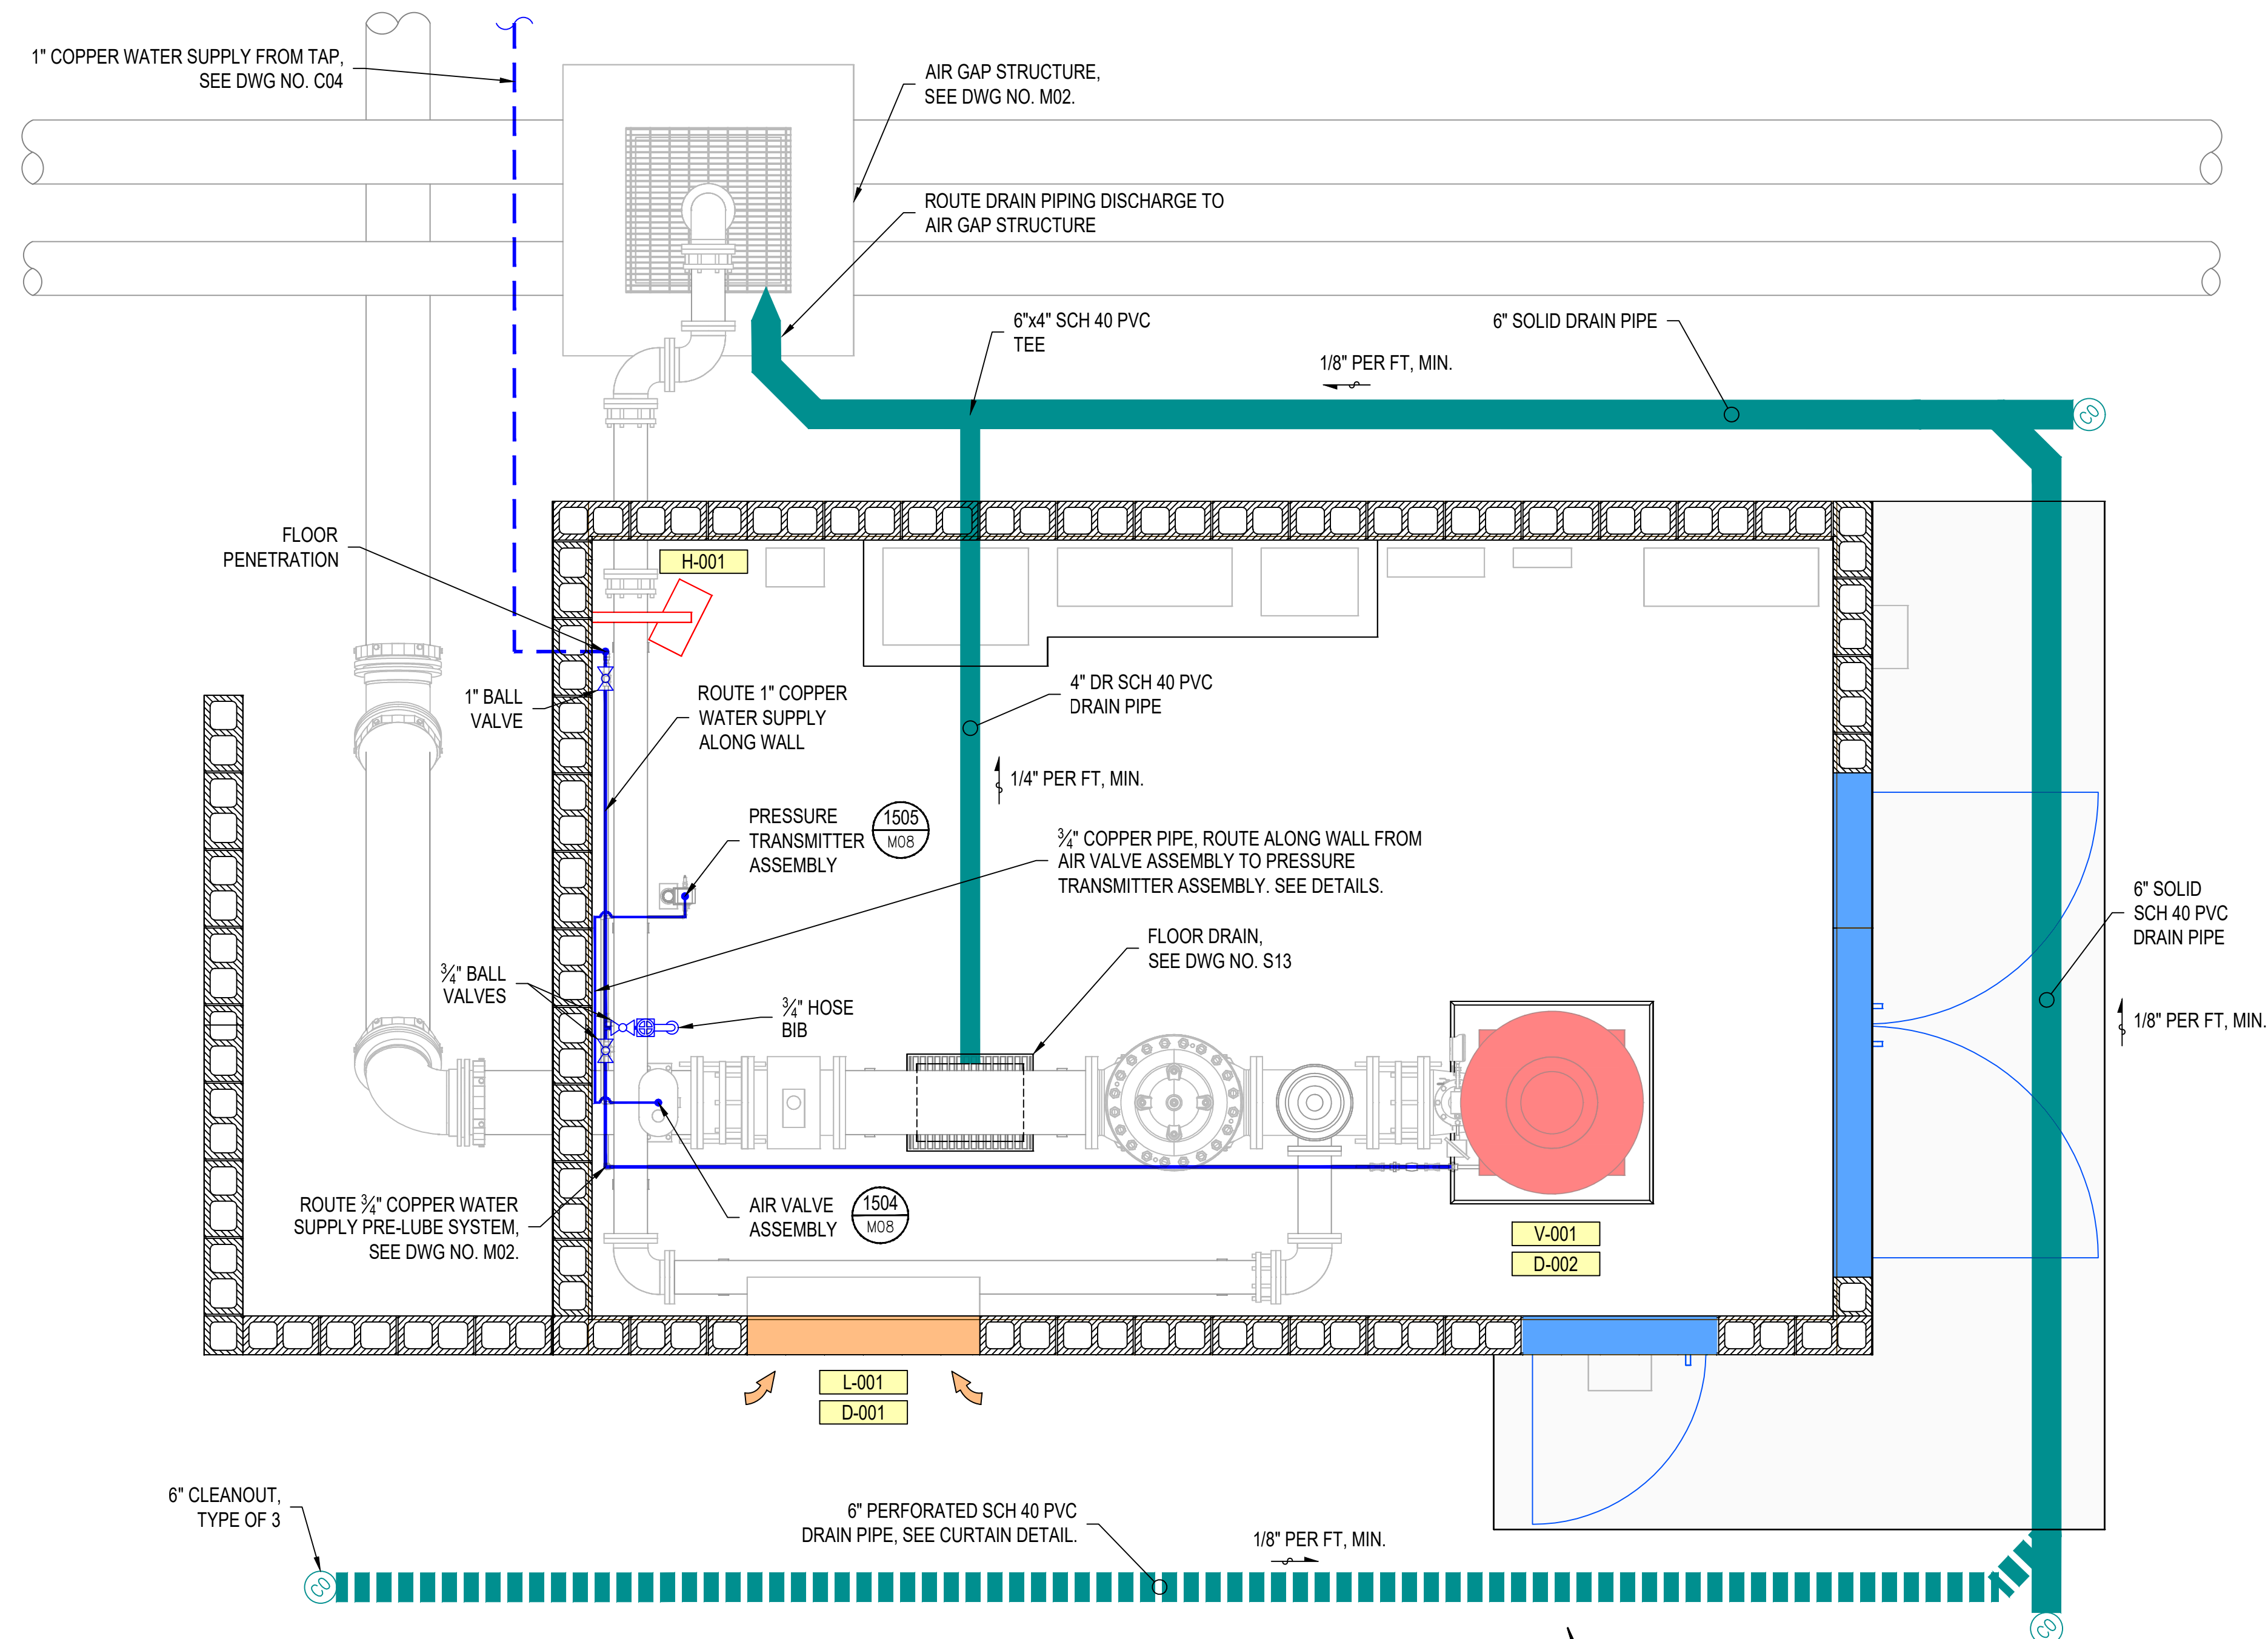 1" COPPER WATER SUPPLY FROM TAP,
SEE DWG NO. C04
AIR GAP STRUCTURE,
SEE DWG NO. M02.
ROUTE DRAIN PIPING DISCHARGE TO
AIR GAP STRUCTURE
6"x4" SCH 40 PVC
TEE
6" SOLID DRAIN PIPE
1/8" PER FT, MIN.
CO
FLOOR
PENETRATION
H-001
1" BALL
VALVE
ROUTE 1" COPPER
WATER SUPPLY
ALONG WALL
4" DR SCH 40 PVC
DRAIN PIPE
1/4" PER FT, MIN.
PRESSURE
TRANSMITTER
ASSEMBLY
1505
M08
¾" COPPER PIPE, ROUTE ALONG WALL FROM
AIR VALVE ASSEMBLY TO PRESSURE
TRANSMITTER ASSEMBLY. SEE DETAILS.
6" SOLID
SCH 40 PVC
DRAIN PIPE
FLOOR DRAIN,
SEE DWG NO. S13
¾" BALL
VALVES
¾" HOSE
BIB
1/8" PER FT, MIN.
ROUTE ¾" COPPER WATER
SUPPLY PRE-LUBE SYSTEM,
SEE DWG NO. M02.
AIR VALVE
ASSEMBLY
1504
M08
V-001
D-002
L-001
D-001
6" CLEANOUT,
TYPE OF 3
6" PERFORATED SCH 40 PVC
DRAIN PIPE, SEE CURTAIN DETAIL.
1/8" PER FT, MIN.
CO
CO